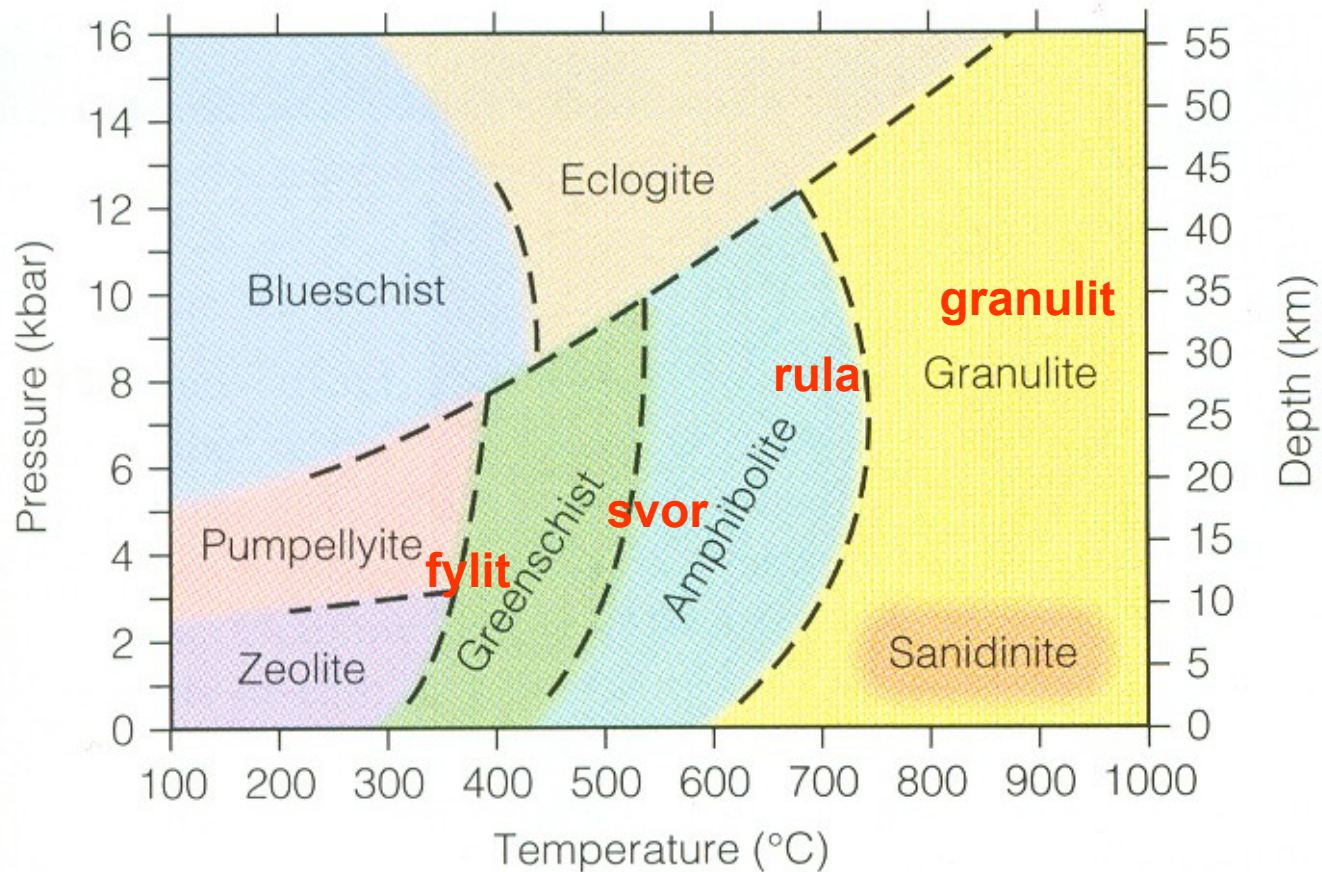 16
14
12
10
8
6
4
2
0
Pressure (kbar)
55
50
45
40
35
30
25
20
15
10
5
0
Depth (km)
Eclogite
Blueschist
granulit
Granulite
rula
svor
Amphibolite
Greenschist
Pumpellyite
fylit
Zeolite
Sanidinite
100 200 300 400 500 600 700 800 900 1000
Temperature (°C)